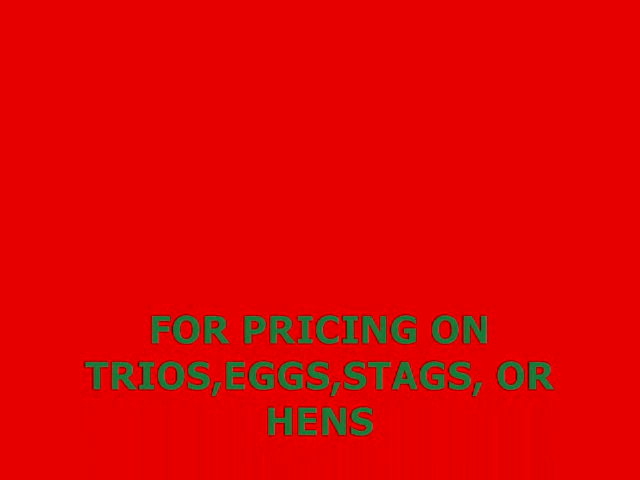 FOR PRICING ON
TRIOS,EGGS,STAGS, OR
HENS